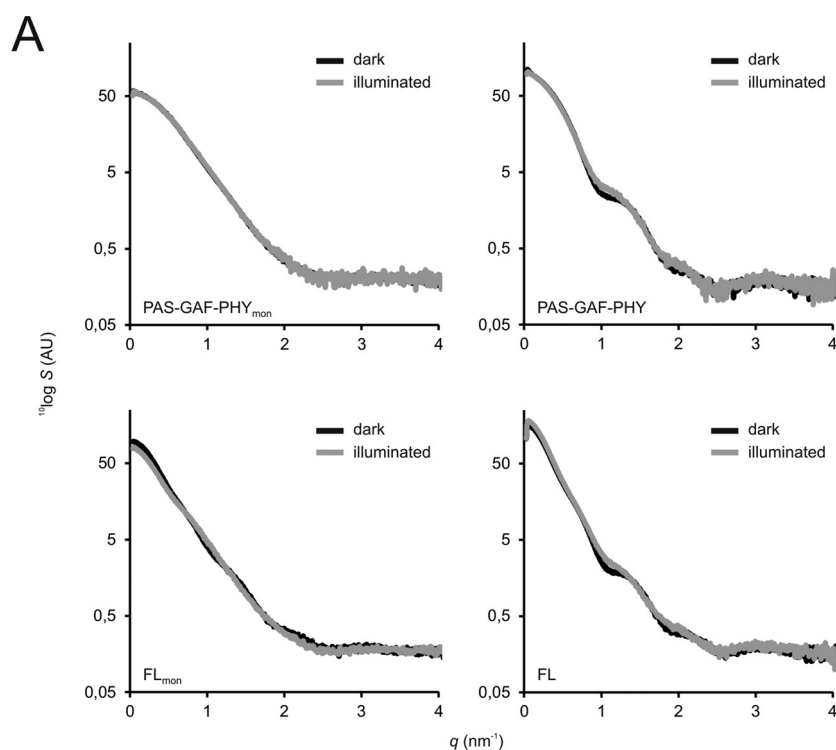 A
dark
illuminated
50
5
0,5
0,05
PAS-GAF-PHYmon
0 1 2 3 4
dark
illuminated
50
5
0,5
0,05
PAS-GAF-PHY
0 1 2 3 4
10log S (AU)
dark
illuminated
50
5
0,5
0,05
FLmon
0 1 2 3 4
dark
illuminated
50
5
0,5
0,05
FL
0 1 2 3 4
q (nm-1)